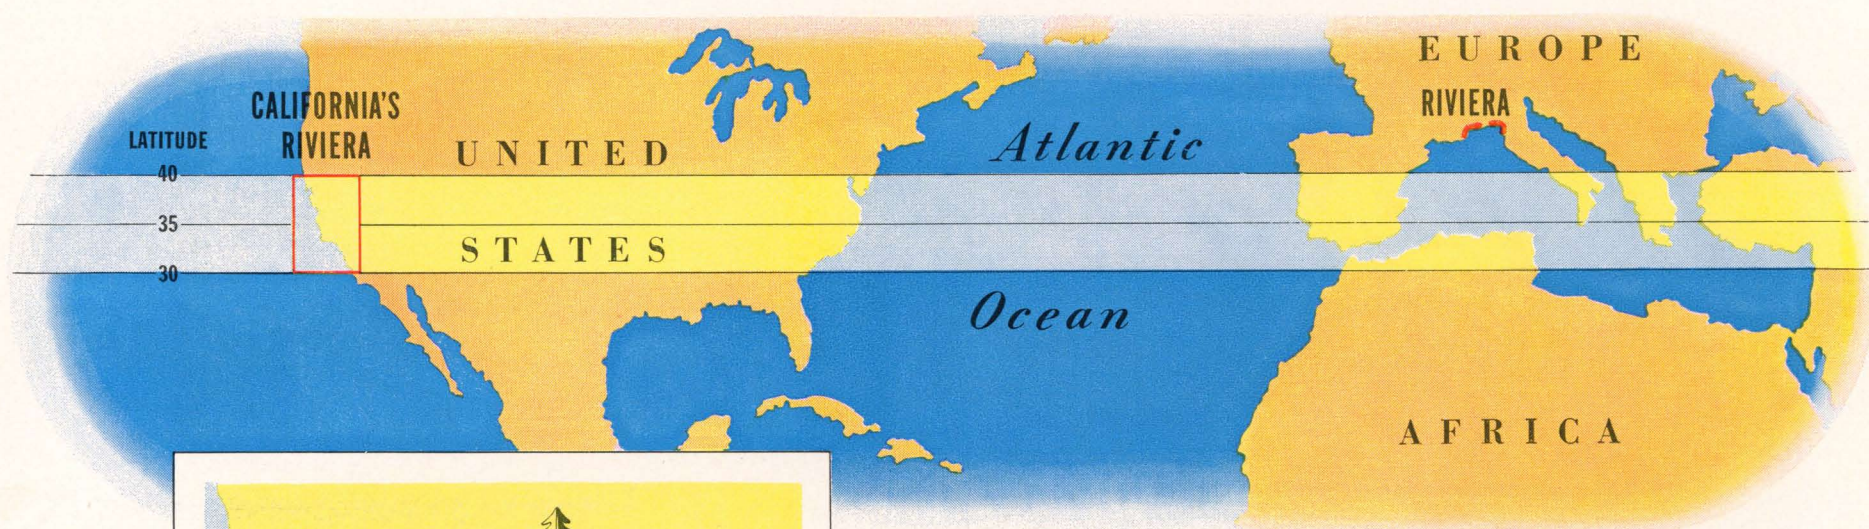 EUROPE
CALIFORNIA'S
RIVIERA
RIVIERA
LATITUDE
UNITED
Atlantic
40
35
STATES
30
Ocean
AFRICA